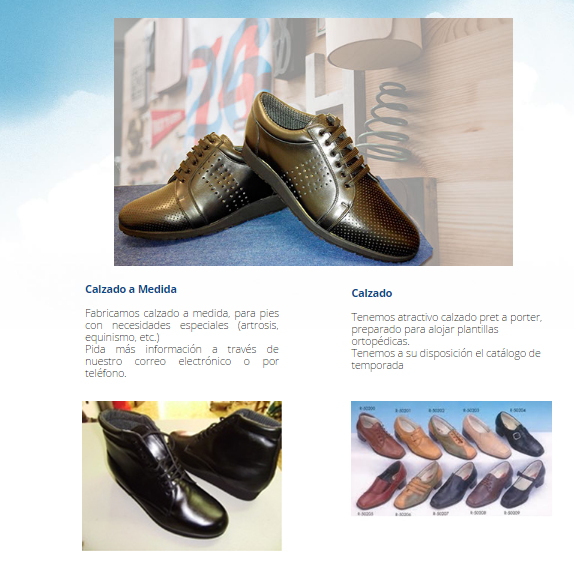 Calzado a Medida
Fabricamos calzado a medida, para pies
con necesidades especiales (artrosis,
equinismo, etc.)
Pida más información a través de
nuestro correo electrónico o por
teléfono.
Calzado
Tenemos atractivo calzado pret a porter,
preparado para alojar plantillas
ortopédicas.
Tenemos a su disposición el catálogo de
temporada